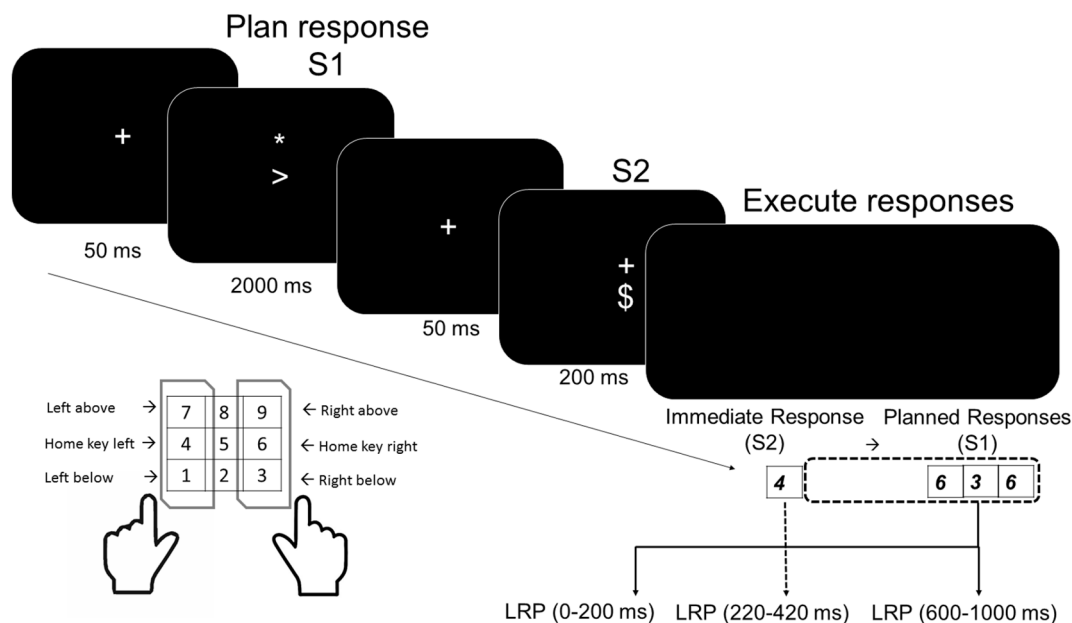 Plan response
S1
+
50 ms
*
>
2000 ms
+
50 ms
S2
+
$
200 ms
Execute responses
Left above → 7 8 9 ← Right above
Home key left → 4 5 6 ← Home key right
Left below → 1 2 3 ← Right below
Immediate Response → Planned Responses
(S2) (S1)
4 6 3 6
LRP (0-200 ms) LRP (220-420 ms) LRP (600-1000 ms)